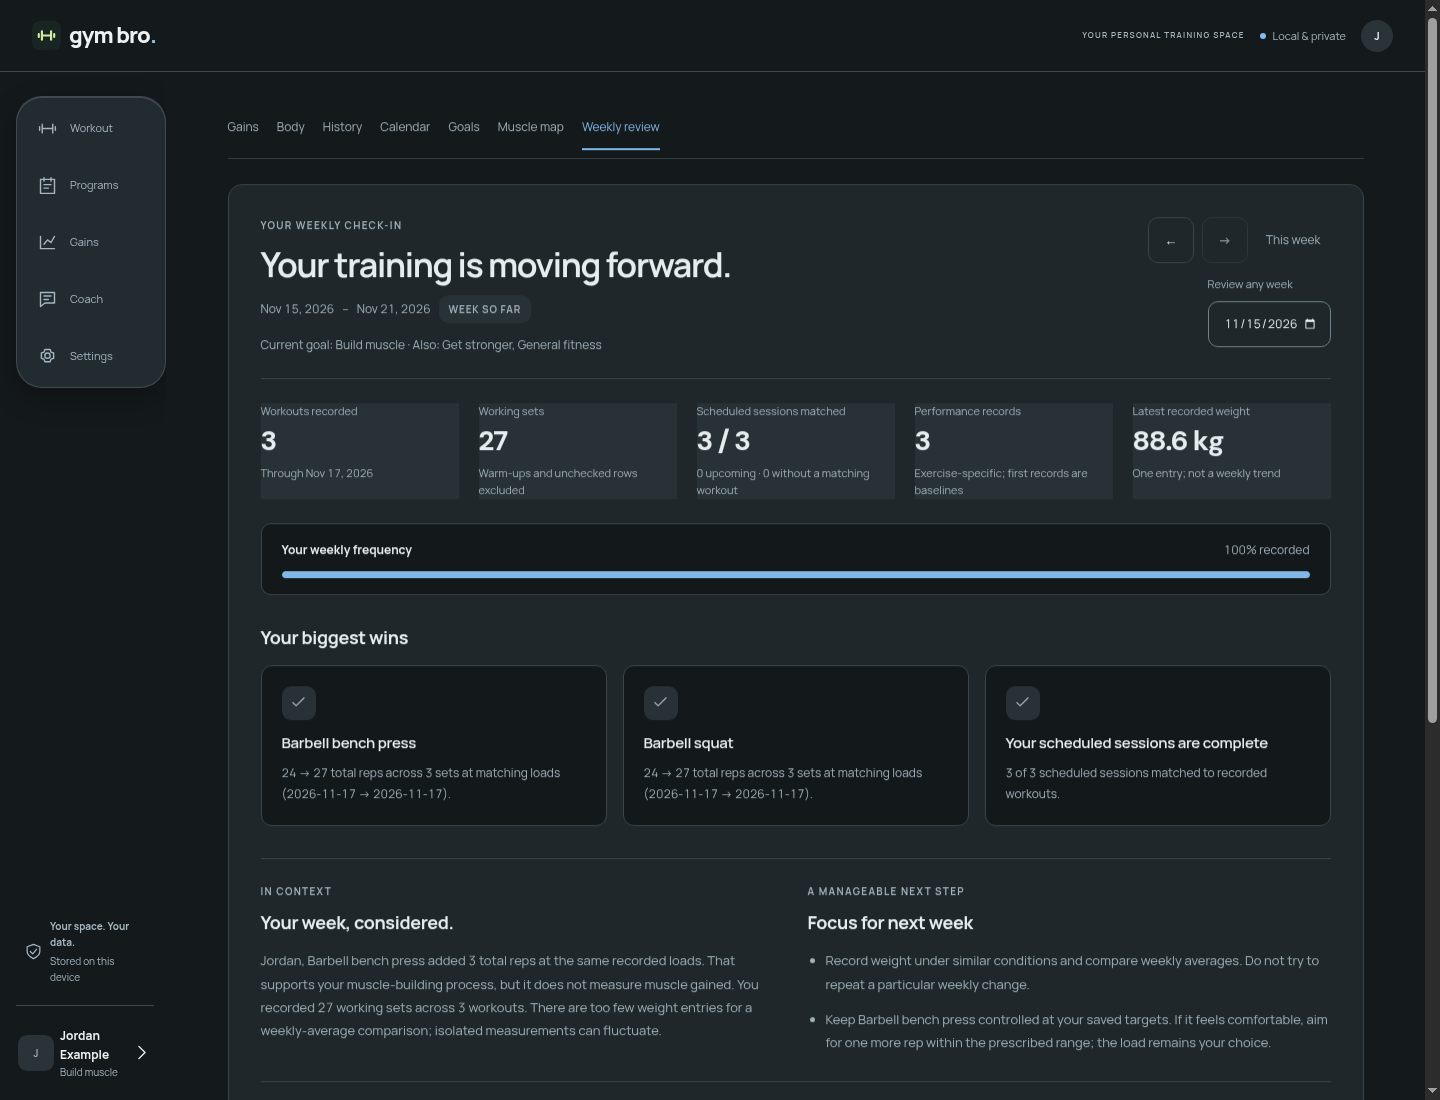 gym bro.
YOUR PERSONAL TRAINING SPACE
Local & private
J
Workout
Programs
Gains
Coach
Settings
Gains Body History Calendar Goals Muscle map Weekly review
YOUR WEEKLY CHECK-IN
Your training is moving forward.
Nov 15, 2026 – Nov 21, 2026 WEEK SO FAR
Current goal: Build muscle · Also: Get stronger, General fitness
← → This week
Review any week
11/15/2026
Workouts recorded
3
Through Nov 17, 2026
Working sets
27
Warm-ups and unchecked rows
excluded
Scheduled sessions matched
3 / 3
0 upcoming · 0 without a matching
workout
Performance records
3
Exercise-specific; first records are
baselines
Latest recorded weight
88.6 kg
One entry; not a weekly trend
Your weekly frequency
100% recorded
Your biggest wins
Barbell bench press
24 → 27 total reps across 3 sets at matching loads
(2026-11-17 → 2026-11-17).
Barbell squat
24 → 27 total reps across 3 sets at matching loads
(2026-11-17 → 2026-11-17).
Your scheduled sessions are complete
3 of 3 scheduled sessions matched to recorded
workouts.
IN CONTEXT
Your week, considered.
Jordan, Barbell bench press added 3 total reps at the same recorded loads. That
supports your muscle-building process, but it does not measure muscle gained. You
recorded 27 working sets across 3 workouts. There are too few weight entries for a
weekly-average comparison; isolated measurements can fluctuate.
A MANAGEABLE NEXT STEP
Focus for next week
Record weight under similar conditions and compare weekly averages. Do not try to
repeat a particular weekly change.
Keep Barbell bench press controlled at your saved targets. If it feels comfortable, aim
for one more rep within the prescribed range; the load remains your choice.
Your space. Your
data.
Stored on this
device
J
Jordan
Example
Build muscle